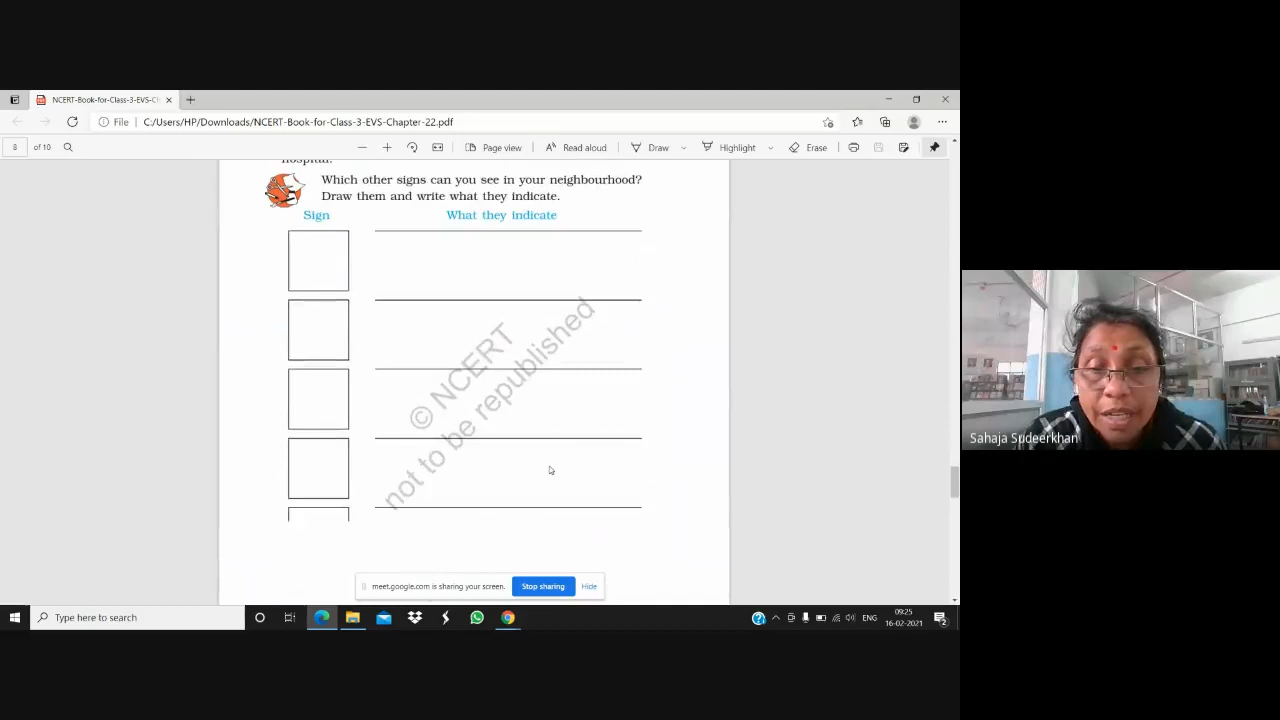 NCERT-Book-for-Class-3-EVS-Ch
File
C:/Users/HP/Downloads/NCERT-Book-for-Class-3-EVS-Chapter-22.pdf
8
of 10
Page view
Read aloud
Draw
Highlight
Erase
hospital.
Which other signs can you see in your neighbourhood?
Draw them and write what they indicate.
Sign
What they indicate
© NCERT
not to be republished
Sahaja Sudeerkhan
meet.google.com is sharing your screen.
Stop sharing
Hide
Type here to search
ENG
09:25
16-02-2021
2